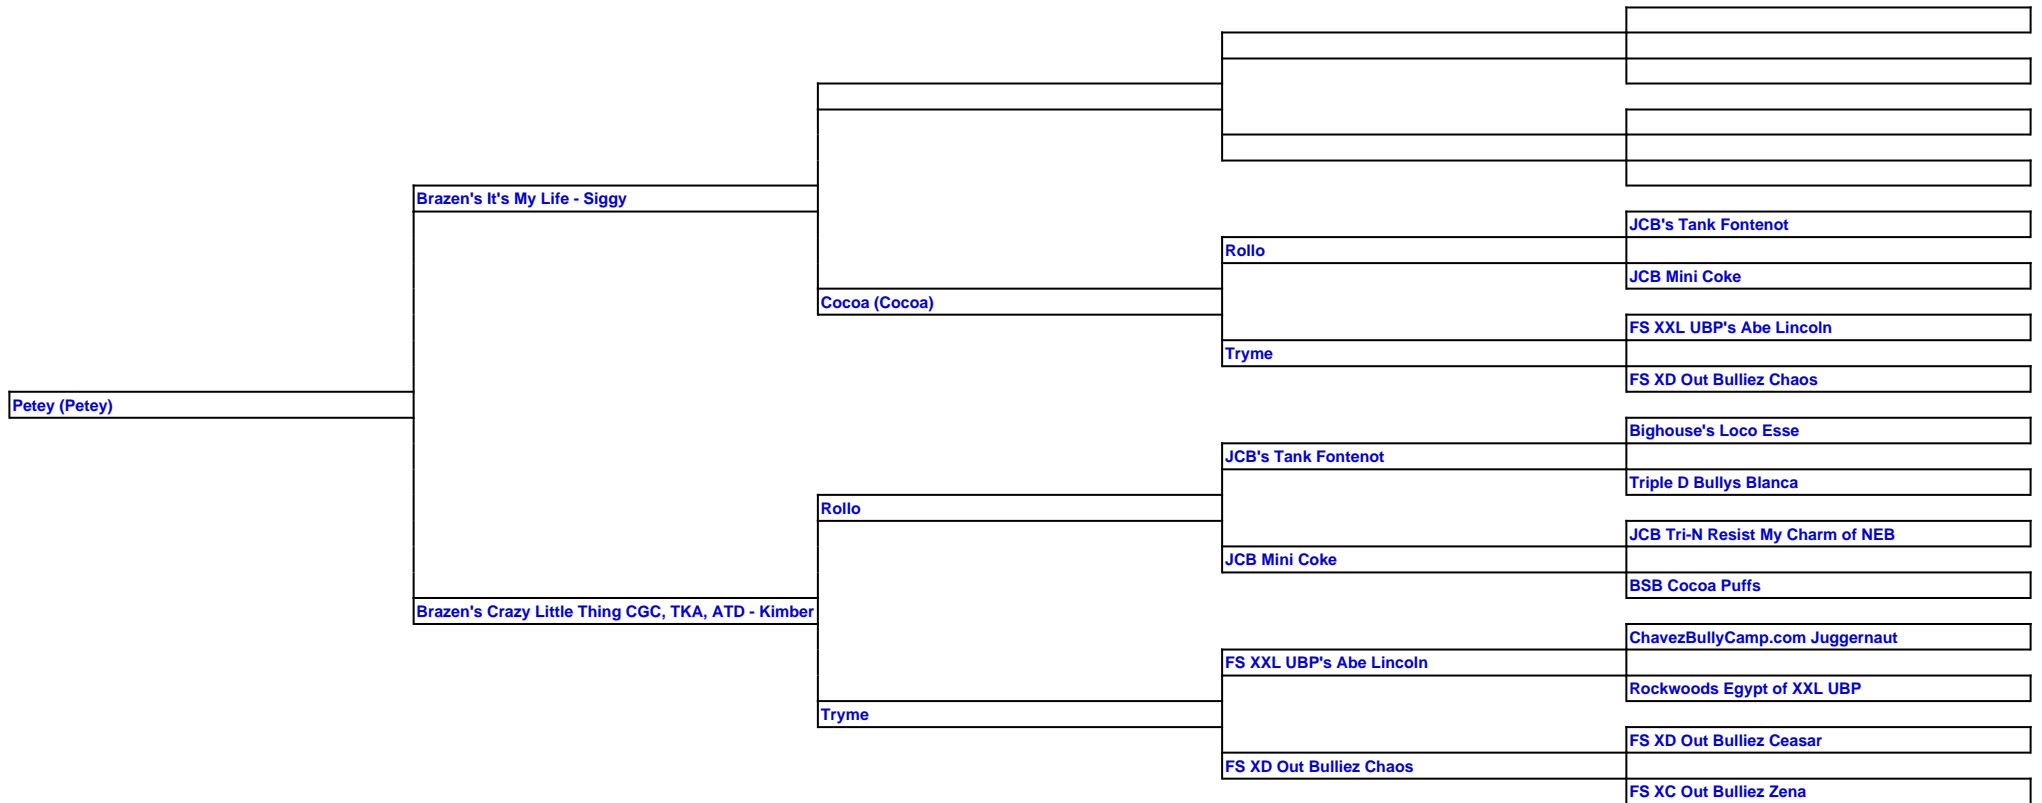 Brazen's It's My Life - Siggy
JCB's Tank Fontenot
Rollo
JCB Mini Coke
Cocoa (Cocoa)
FS XXL UBP's Abe Lincoln
Tryme
FS XD Out Bulliez Chaos
Petey (Petey)
Bighouse's Loco Esse
JCB's Tank Fontenot
Triple D Bullys Blanca
Rollo
JCB Tri-N Resist My Charm of NEB
JCB Mini Coke
BSB Cocoa Puffs
Brazen's Crazy Little Thing CGC, TKA, ATD - Kimber
ChavezBullyCamp.com Juggernaut
FS XXL UBP's Abe Lincoln
Rockwoods Egypt of XXL UBP
Tryme
FS XD Out Bulliez Ceasar
FS XD Out Bulliez Chaos
FS XC Out Bulliez Zena